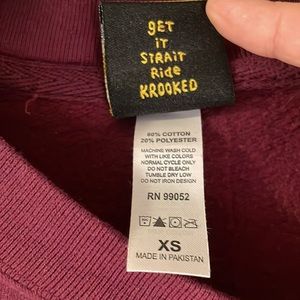 get
it
STRAIT
Ride
KROOKED
80% COTTON
20% POLYESTER
MACHINE WASH COLD
WITH LIKE COLORS
NORMAL CYCLE ONLY
DO NOT BLEACH
TUMBLE DRY LOW
DO NOT IRON DESIGN
RN 99052
XS
MADE IN PAKISTAN